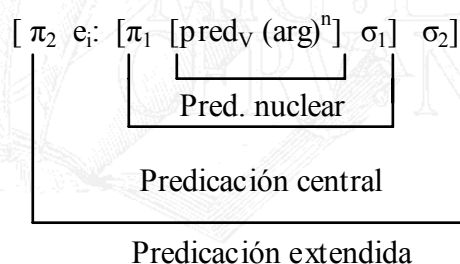 [ π₂ eᵢ: [π₁ [predᵥ (arg)ⁿ] σ₁] σ₂]
Pred. nuclear
Predicación central
Predicación extendida